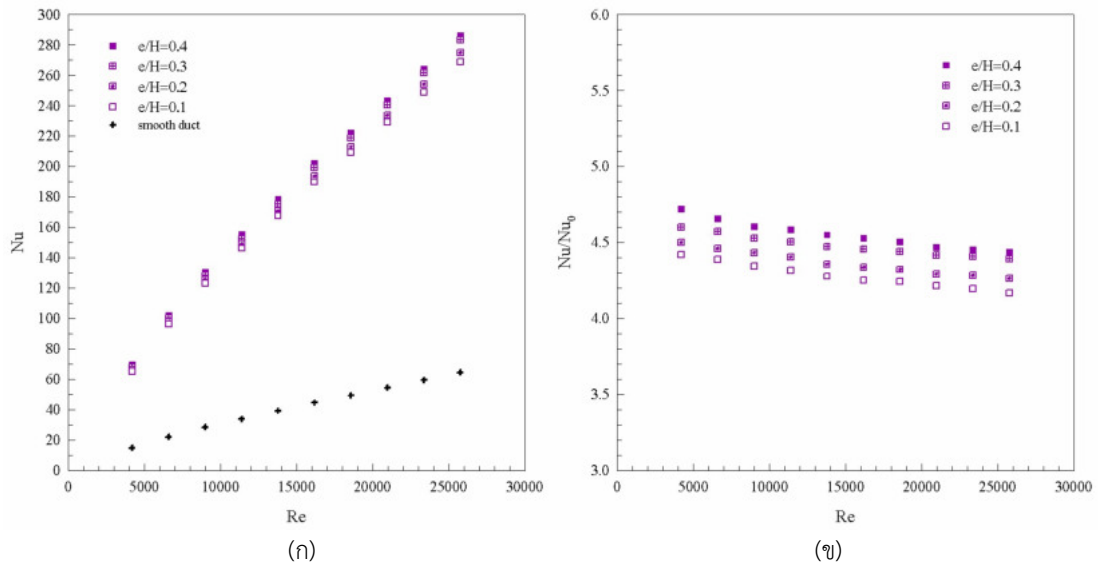 300
280
260
240
220
200
180
160
140
120
100
80
60
40
20
0
Nu
e/H=0.4
e/H=0.3
e/H=0.2
e/H=0.1
smooth duct
0 5000 10000 15000 20000 25000 30000
Re
(ก)
6.0
5.5
5.0
4.5
4.0
3.5
3.0
Nu/Nu₀
e/H=0.4
e/H=0.3
e/H=0.2
e/H=0.1
0 5000 10000 15000 20000 25000 30000
Re
(ข)